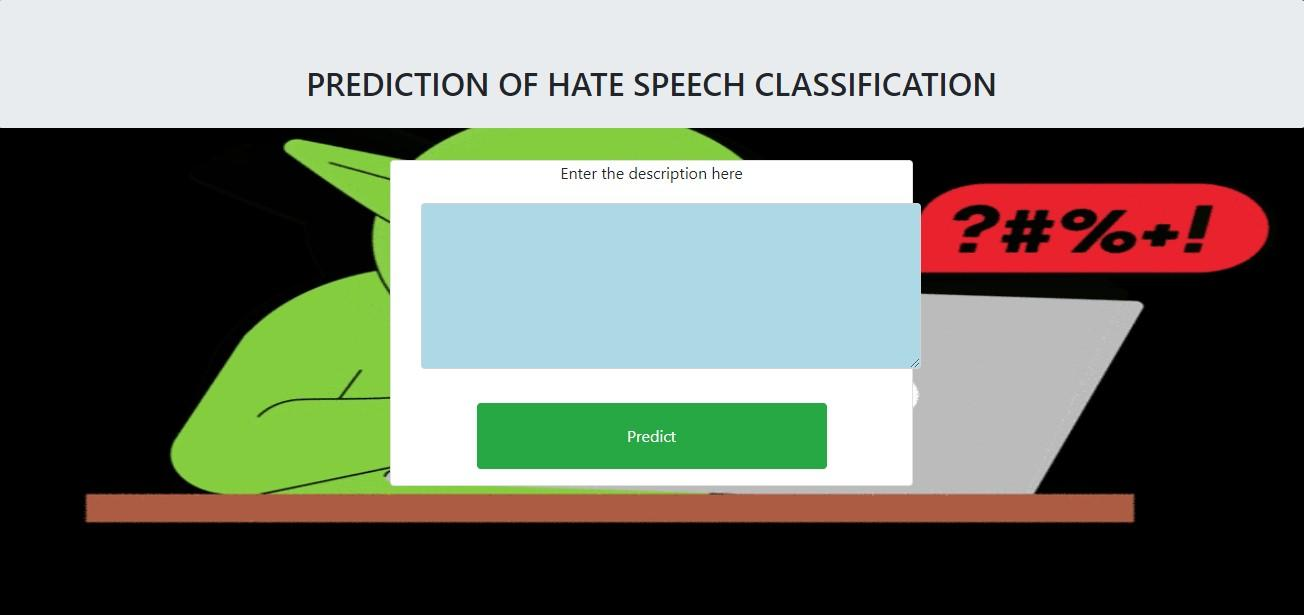 PREDICTION OF HATE SPEECH CLASSIFICATION
Enter the description here
?#%+!
Predict